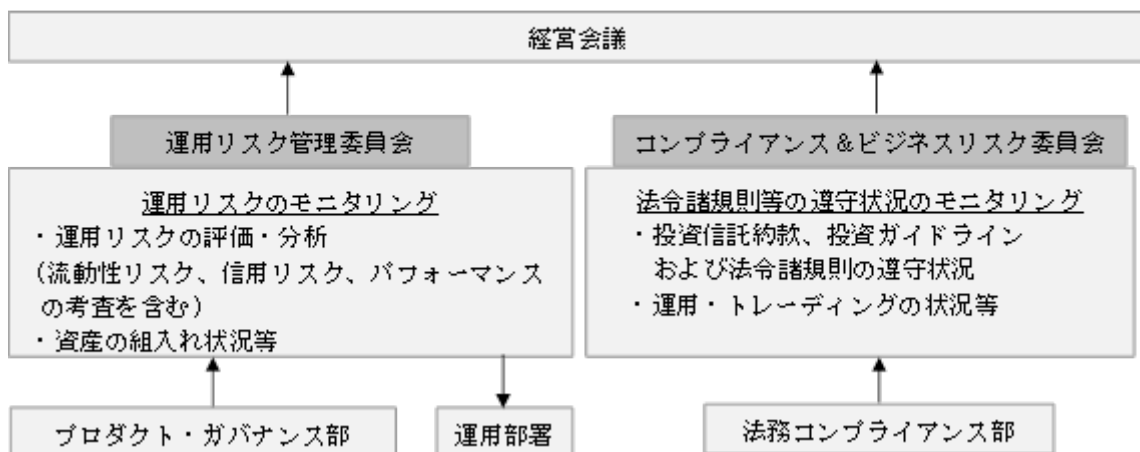 経営会議
運用リスク管理委員会
運用リスクのモニタリング
・運用リスクの評価・分析
(流動性リスク、信用リスク、パフォーマンス
の考査を含む)
・資産の組入れ状況等
プロダクト・ガバナンス部
運用部署
コンプライアンス&ビジネスリスク委員会
法令諸規則等の遵守状況のモニタリング
・投資信託約款、投資ガイドライン
および法令諸規則の遵守状況
・運用・トレーディングの状況等
法務コンプライアンス部